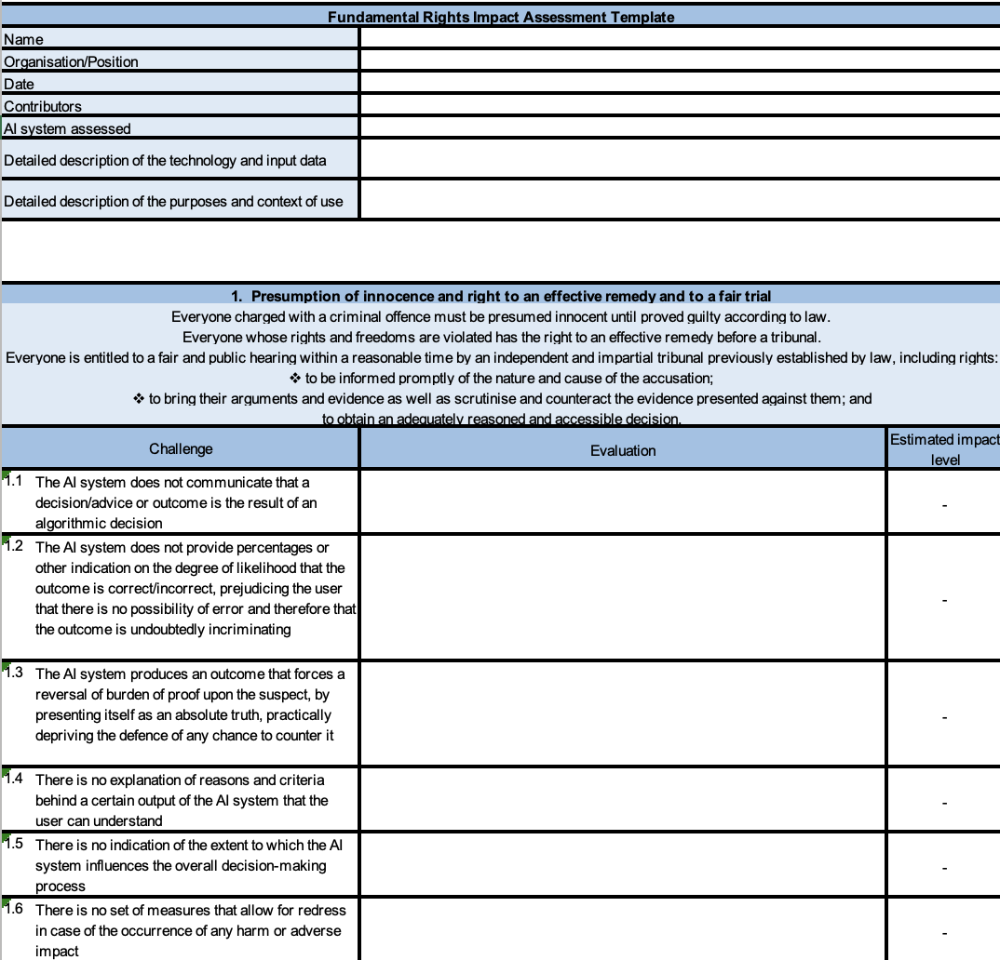 Fundamental Rights Impact Assessment Template
Name
Organisation/Position
Date
Contributors
AI system assessed
Detailed description of the technology and input data
Detailed description of the purposes and context of use
1. Presumption of innocence and right to an effective remedy and to a fair trial
Everyone charged with a criminal offence must be presumed innocent until proved guilty according to law.
Everyone whose rights and freedoms are violated has the right to an effective remedy before a tribunal.
Everyone is entitled to a fair and public hearing within a reasonable time by an independent and impartial tribunal previously established by law, including rights:
❖ to be informed promptly of the nature and cause of the accusation;
❖ to bring their arguments and evidence as well as scrutinise and counteract the evidence presented against them; and
to obtain an adequately reasoned and accessible decision.
Challenge
Evaluation
Estimated impact
level
1.1 The AI system does not communicate that a
decision/advice or outcome is the result of an
algorithmic decision
-
1.2 The AI system does not provide percentages or
other indication on the degree of likelihood that the
outcome is correct/incorrect, prejudicing the user
that there is no possibility of error and therefore that
the outcome is undoubtedly incriminating
-
1.3 The AI system produces an outcome that forces a
reversal of burden of proof upon the suspect, by
presenting itself as an absolute truth, practically
depriving the defence of any chance to counter it
-
1.4 There is no explanation of reasons and criteria
behind a certain output of the AI system that the
user can understand
-
1.5 There is no indication of the extent to which the AI
system influences the overall decision-making
process
-
1.6 There is no set of measures that allow for redress
in case of the occurrence of any harm or adverse
impact
-